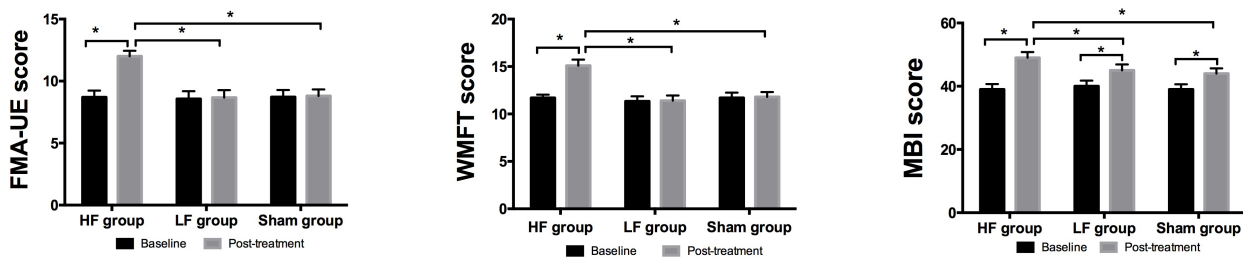 FMA-UE score
15
10
5
0
*
*
*
HF group
LF group
Sham group
Baseline
Post-treatment
WMFT score
20
15
10
5
0
*
*
*
HF group
LF group
Sham group
Baseline
Post-treatment
MBI score
60
40
20
0
*
*
*
*
*
HF group
LF group
Sham group
Baseline
Post-treatment